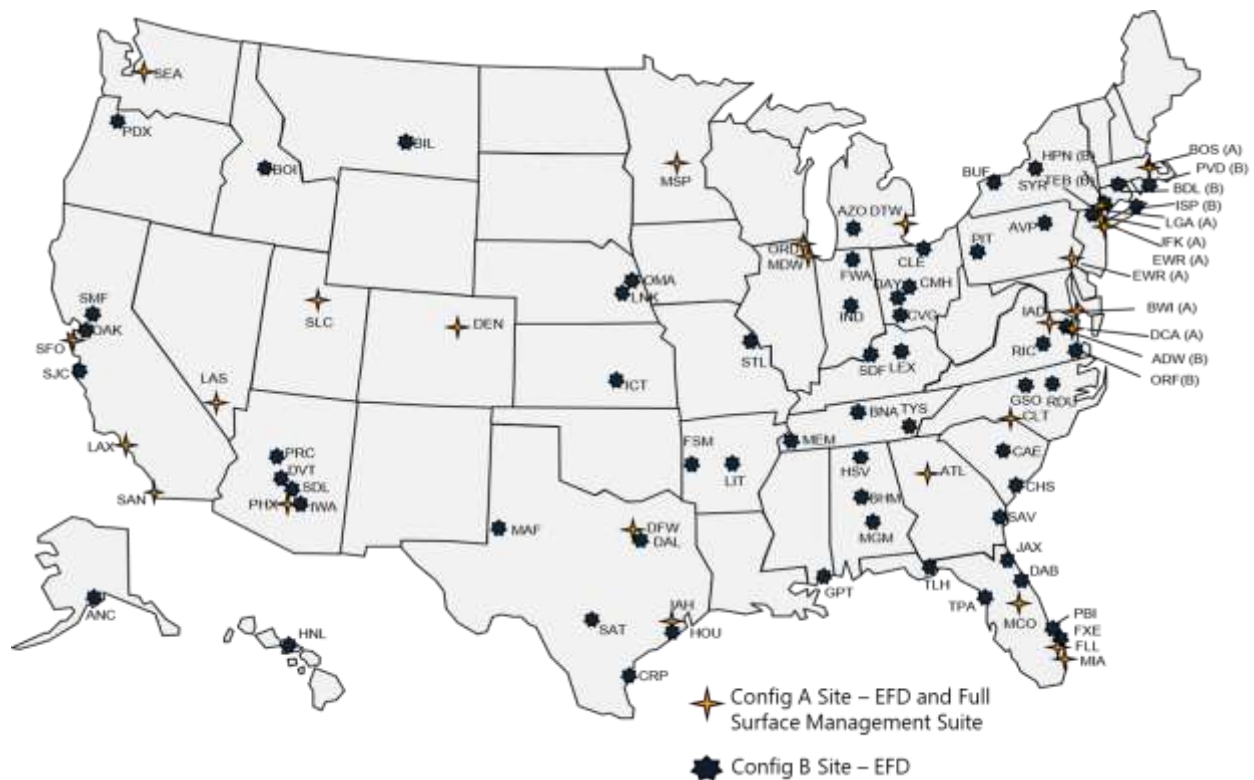 SEA
PDX
BIL
BOI
MSP
HPN (B)
BOS (A)
PVD (B)
BUF
SYR
TEB (B)
BDL (B)
ISP (B)
LGA (A)
JFK (A)
EWR (A)
EWR (A)
AZO
DTW
AVP
PIT
ORD
MDW
CLE
FWA
OMA
LNK
DAY
CMH
IND
CVG
SMF
OAK
SFO
SJC
SLC
DEN
IAD
BWI (A)
DCA (A)
ADW (B)
ORF(B)
RIC
STL
SDF
LEX
ICT
LAS
GSO
RDU
BNA
TYS
CLT
LAX
PRC
DVT
SDL
PHX
IWA
SAN
FSM
MEM
LIT
HSV
ATL
CAE
BHM
CHS
MGM
SAV
MAF
DFW
DAL
JAX
DAB
GPT
TLH
TPA
MCO
ANC
HNL
SAT
IAH
HOU
PBI
FXE
FLL
MIA
CRP
Config A Site – EFD and Full
Surface Management Suite
Config B Site – EFD